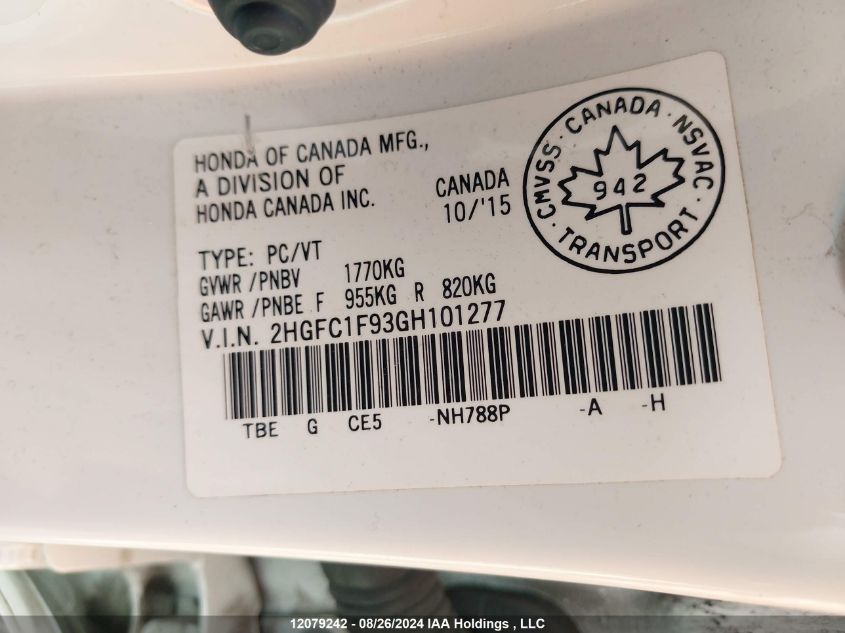 HONDA OF CANADA MFG.,
A DIVISION OF
HONDA CANADA INC.
CANADA
10/'15
CMVSS · CANADA · NSVAC
942
· TRANSPORT ·
TYPE: PC/VT
GVWR /PNBV 1770KG
GAWR /PNBE F 955KG R 820KG
V.I.N. 2HGFC1F93GH101277
TBE G CE5 -NH788P -A -H
12079242 - 08/26/2024 IAA Holdings , LLC